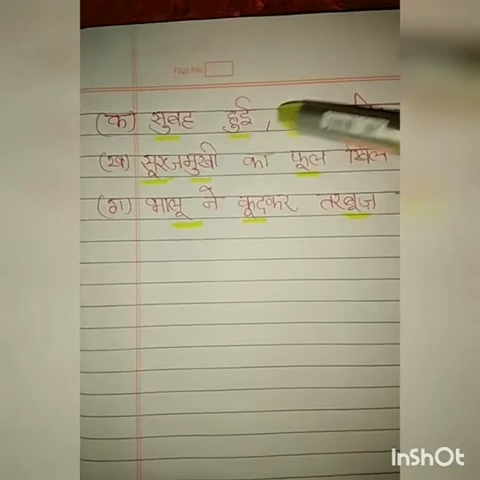 Page No.
(क) सुबह हुई,
(ख) सूरजमुखी का फूल खिल
(ग) भालू ने कूदकर तरबूज
InShOt